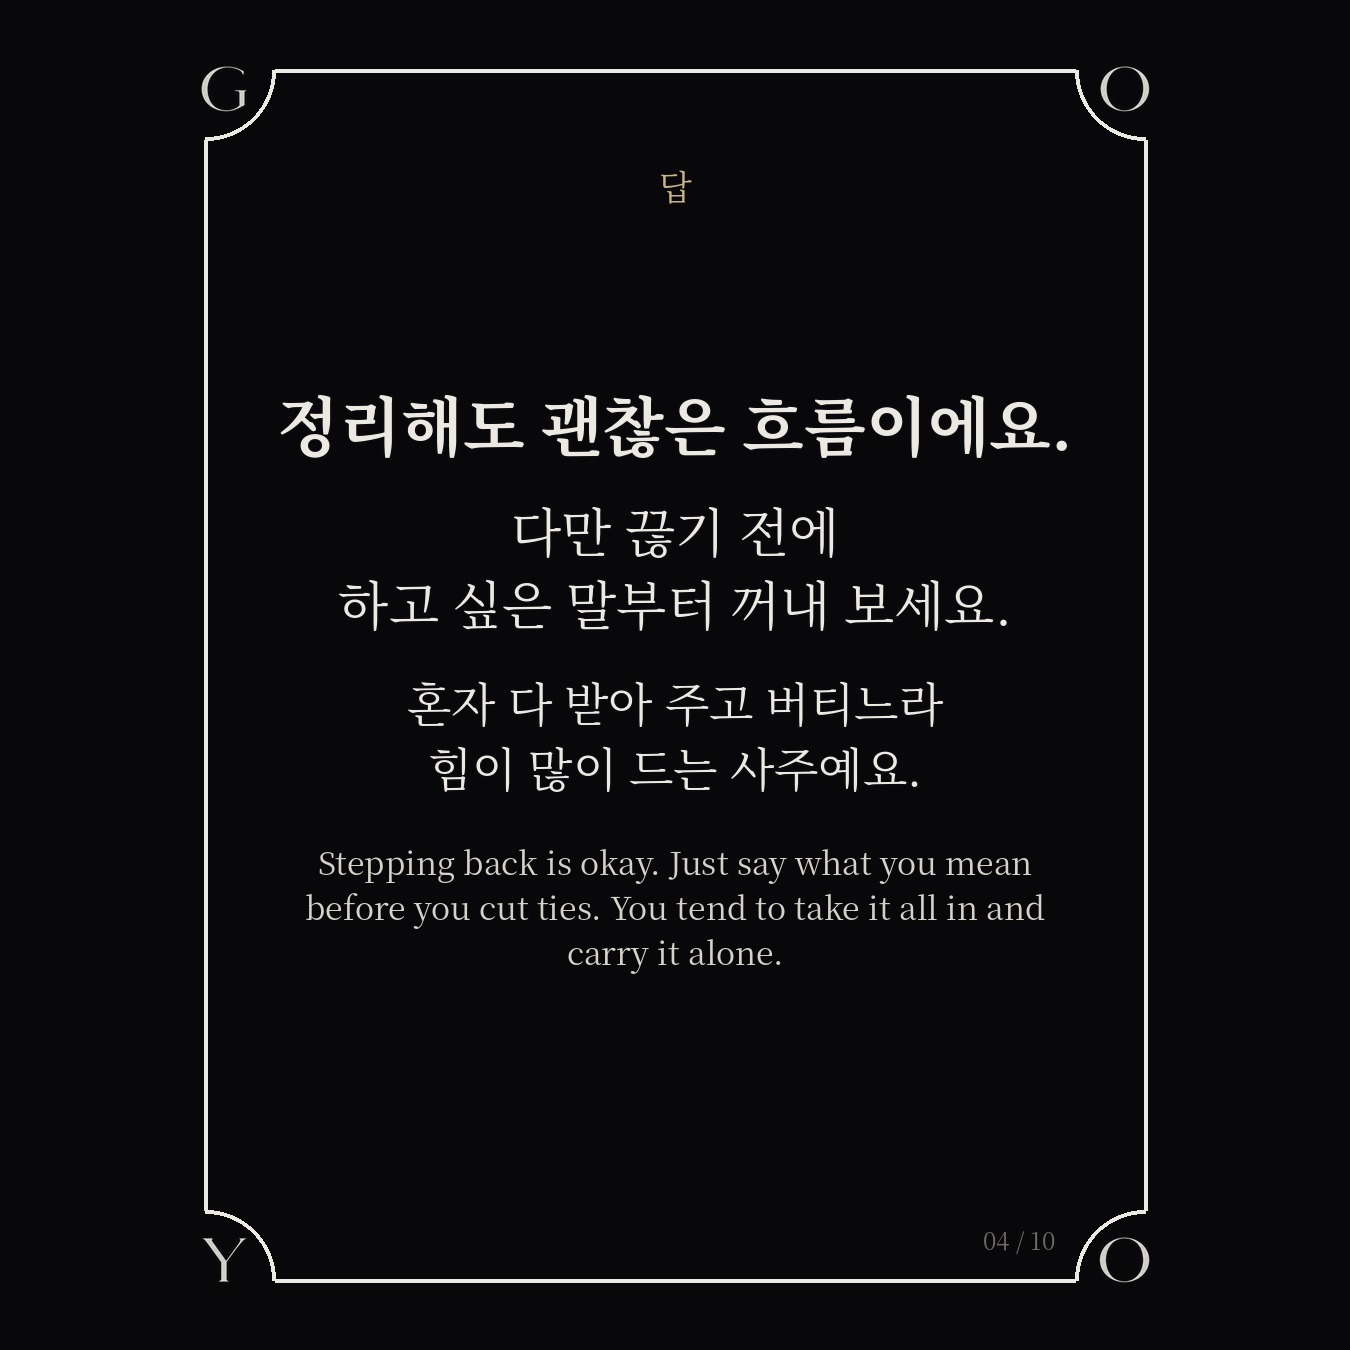 G O
답
정리해도 괜찮은 흐름이에요.
다만 끊기 전에
하고 싶은 말부터 꺼내 보세요.
혼자 다 받아 주고 버티느라
힘이 많이 드는 사주예요.
Stepping back is okay. Just say what you mean
before you cut ties. You tend to take it all in and
carry it alone.
04 / 10
Y O